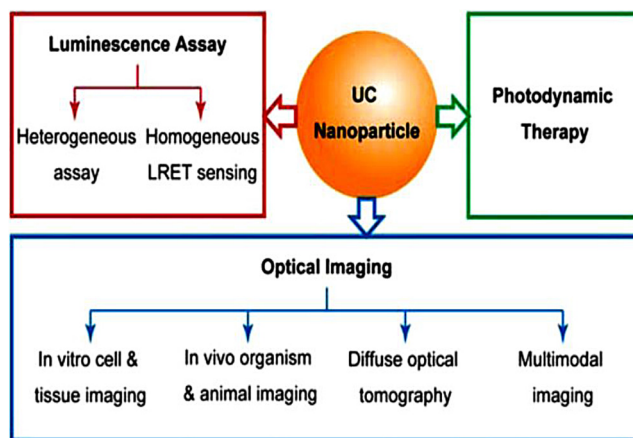 Luminescence Assay
Heterogeneous
assay
Homogeneous
LRET sensing
UC
Nanoparticle
Photodynamic
Therapy
Optical Imaging
In vitro cell &
tissue imaging
In vivo organism
& animal imaging
Diffuse optical
tomography
Multimodal
imaging